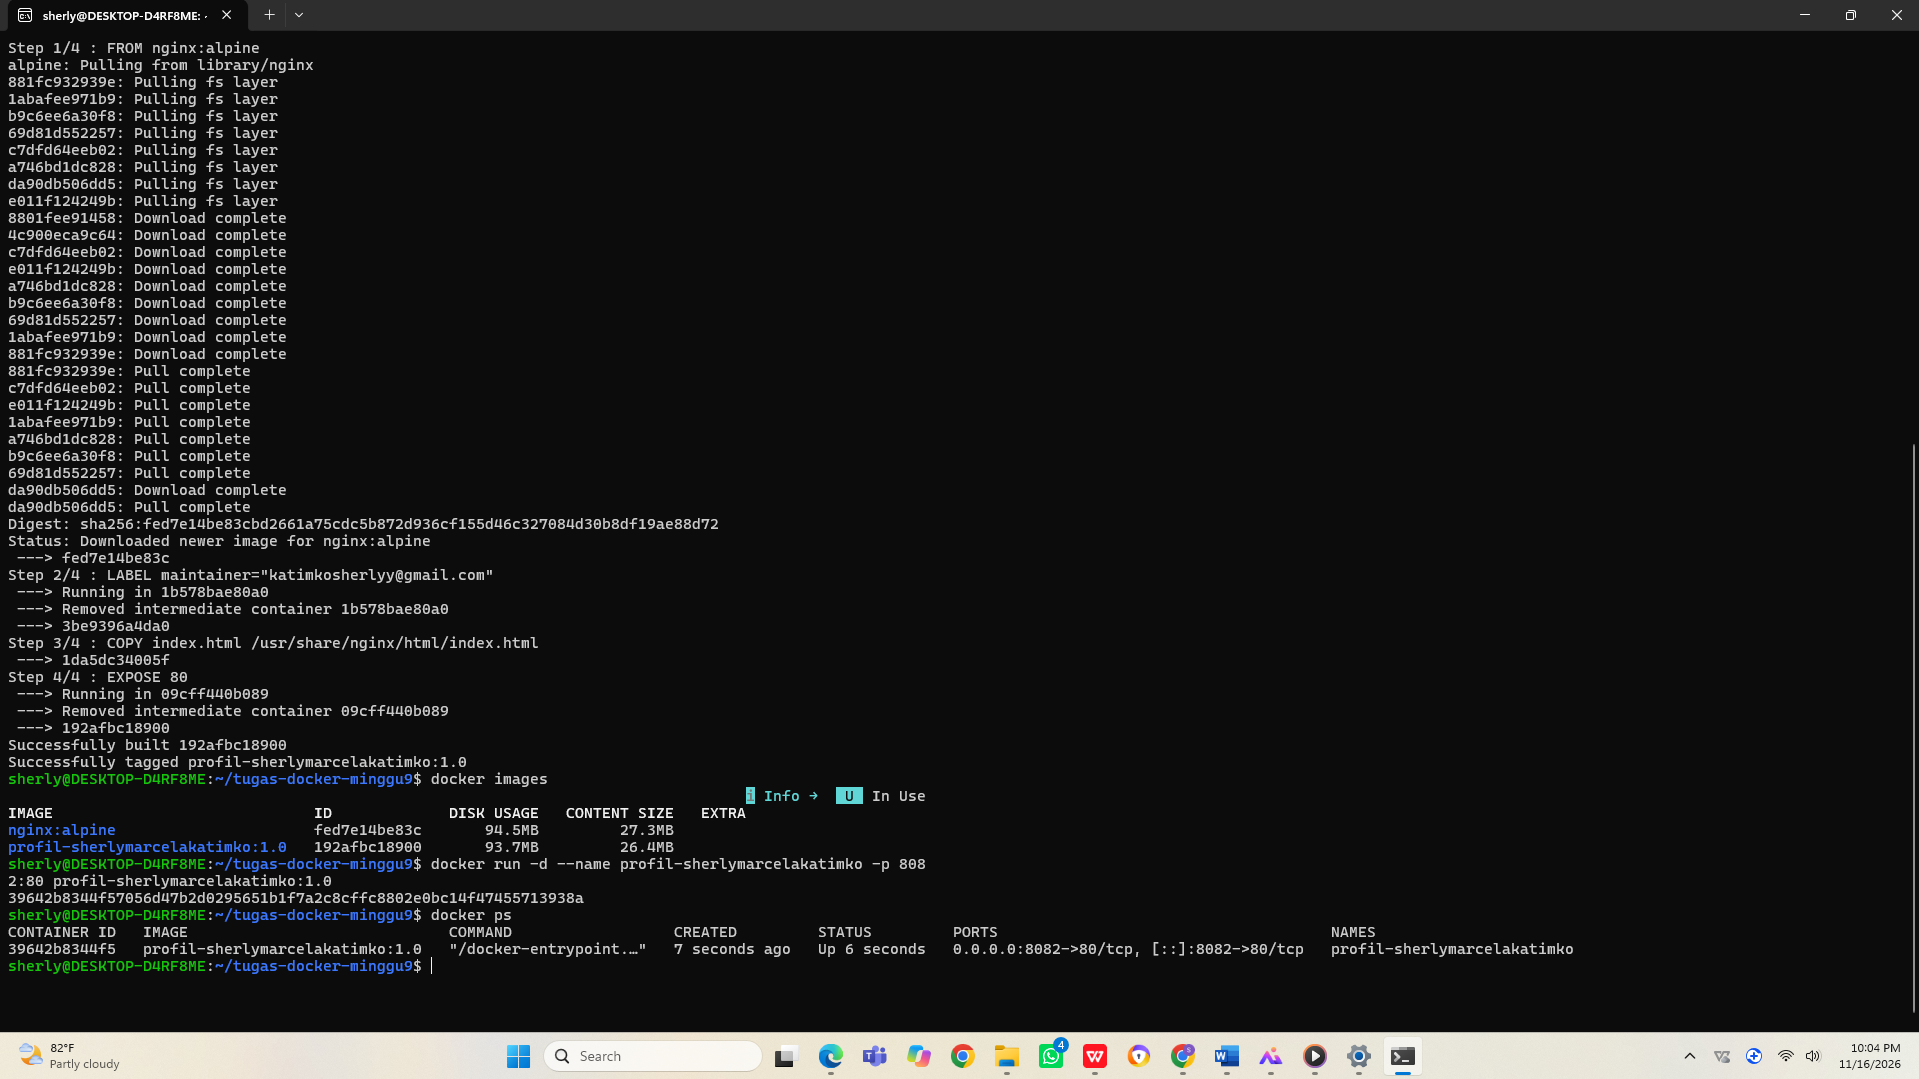 sherly@DESKTOP-D4RF8ME: -
Step 1/4 : FROM nginx:alpine
alpine: Pulling from library/nginx
881fc932939e: Pulling fs layer
1abafee971b9: Pulling fs layer
b9c6ee6a30f8: Pulling fs layer
69d81d552257: Pulling fs layer
c7dfd64eeb02: Pulling fs layer
a746bd1dc828: Pulling fs layer
da90db506dd5: Pulling fs layer
e011f124249b: Pulling fs layer
8801fee91458: Download complete
4c900eca9c64: Download complete
c7dfd64eeb02: Download complete
e011f124249b: Download complete
a746bd1dc828: Download complete
b9c6ee6a30f8: Download complete
69d81d552257: Download complete
1abafee971b9: Download complete
881fc932939e: Download complete
881fc932939e: Pull complete
c7dfd64eeb02: Pull complete
e011f124249b: Pull complete
1abafee971b9: Pull complete
a746bd1dc828: Pull complete
b9c6ee6a30f8: Pull complete
69d81d552257: Pull complete
da90db506dd5: Download complete
da90db506dd5: Pull complete
Digest: sha256:fed7e14be83cbd2661a75cdc5b872d936cf155d46c327084d30b8df19ae88d72
Status: Downloaded newer image for nginx:alpine
---> fed7e14be83c
Step 2/4 : LABEL maintainer="katimkosherlyy@gmail.com"
---> Running in 1b578bae80a0
---> Removed intermediate container 1b578bae80a0
---> 3be9396a4da0
Step 3/4 : COPY index.html /usr/share/nginx/html/index.html
---> 1da5dc34005f
Step 4/4 : EXPOSE 80
---> Running in 09cff440b089
---> Removed intermediate container 09cff440b089
---> 192afbc18900
Successfully built 192afbc18900
Successfully tagged profil-sherlymarcelakatimko:1.0
sherly@DESKTOP-D4RF8ME:~/tugas-docker-minggu9$ docker images
i Info → U In Use
IMAGE ID DISK USAGE CONTENT SIZE EXTRA
nginx:alpine fed7e14be83c 94.5MB 27.3MB
profil-sherlymarcelakatimko:1.0 192afbc18900 93.7MB 26.4MB
sherly@DESKTOP-D4RF8ME:~/tugas-docker-minggu9$ docker run -d --name profil-sherlymarcelakatimko -p 808
2:80 profil-sherlymarcelakatimko:1.0
39642b8344f57056d47b2d0295651b1f7a2c8cffc8802e0bc14f47455713938a
sherly@DESKTOP-D4RF8ME:~/tugas-docker-minggu9$ docker ps
CONTAINER ID IMAGE COMMAND CREATED STATUS PORTS NAMES
39642b8344f5 profil-sherlymarcelakatimko:1.0 "/docker-entrypoint.…" 7 seconds ago Up 6 seconds 0.0.0.0:8082->80/tcp, [::]:8082->80/tcp profil-sherlymarcelakatimko
sherly@DESKTOP-D4RF8ME:~/tugas-docker-minggu9$
82°F
Partly cloudy
Search
4
10:04 PM
11/16/2026